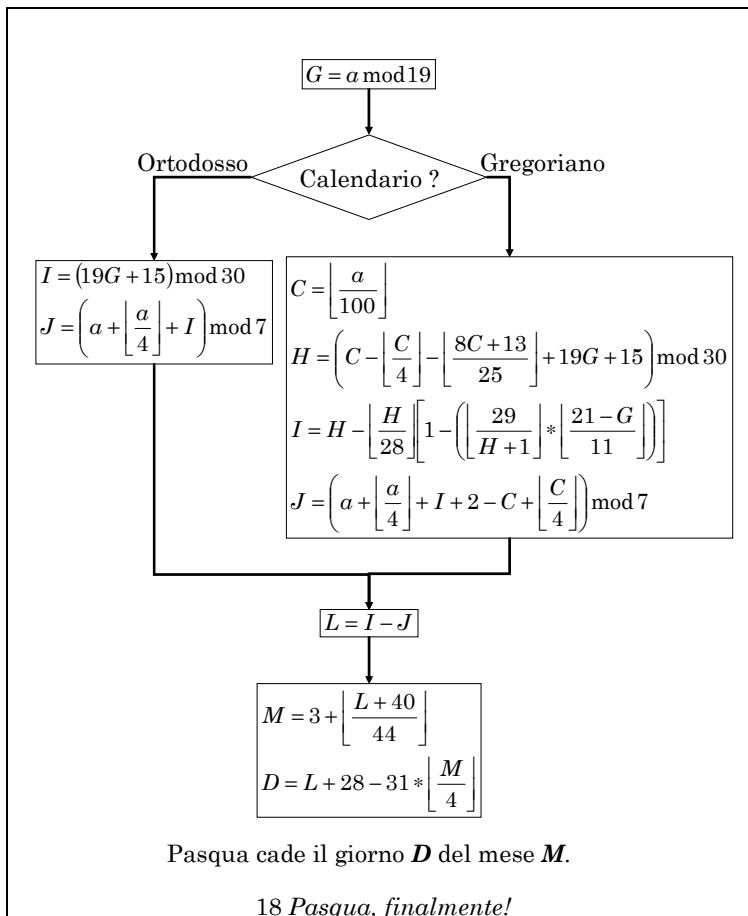 G = a mod 19
Ortodosso
Gregoriano
Calendario ?
I = (19G + 15) mod 30
J = (a + ⌊a/4⌋ + I) mod 7
C = ⌊a/100⌋
H = (C − ⌊C/4⌋ − ⌊(8C + 13)/25⌋ + 19G + 15) mod 30
I = H − ⌊H/28⌋[1 − (⌊29/(H + 1)⌋ * ⌊(21 − G)/11⌋)]
J = (a + ⌊a/4⌋ + I + 2 − C + ⌊C/4⌋) mod 7
L = I − J
M = 3 + ⌊(L + 40)/44⌋
D = L + 28 − 31 * ⌊M/4⌋
Pasqua cade il giorno D del mese M.
18 Pasqua, finalmente!